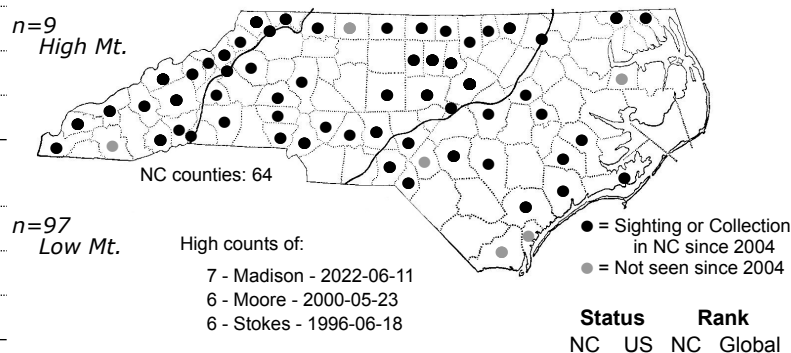 n=9
High Mt.
NC counties: 64
n=97
Low Mt.
High counts of:
7 - Madison - 2022-06-11
6 - Moore - 2000-05-23
6 - Stokes - 1996-06-18
= Sighting or Collection
in NC since 2004
= Not seen since 2004
Status Rank
NC US NC Global